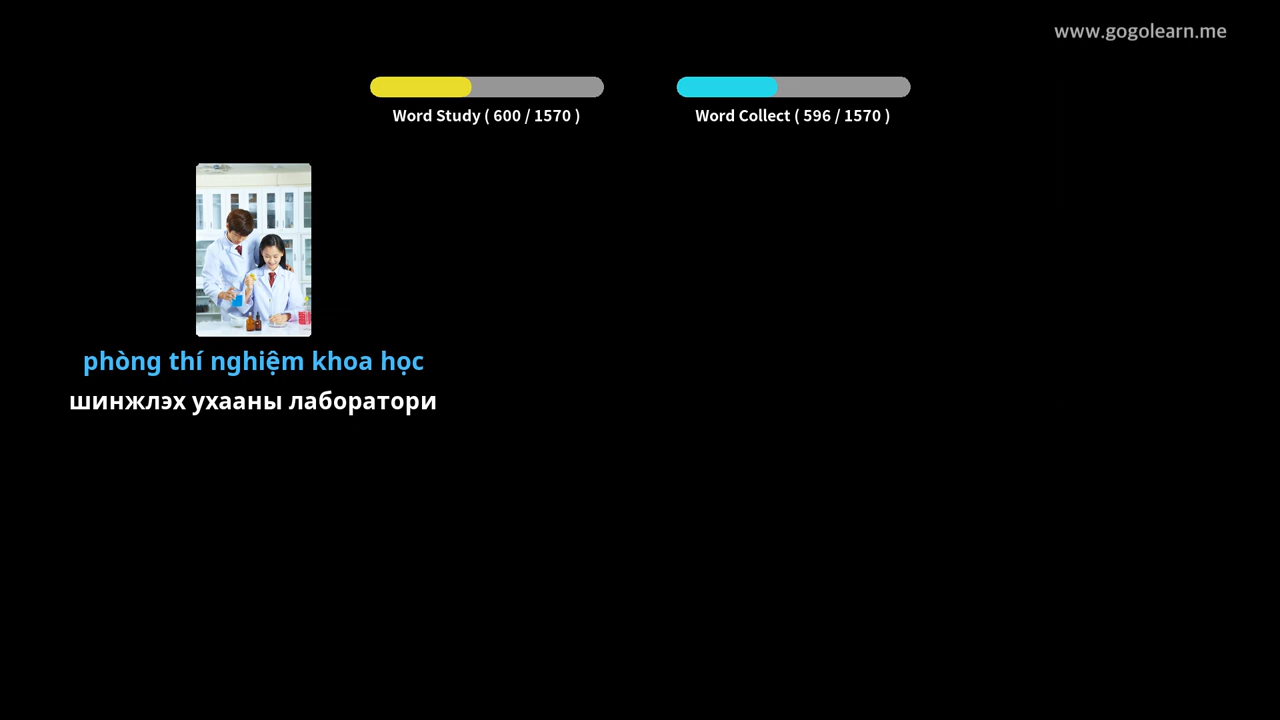 www.gogolearn.me
Word Study ( 600 / 1570 )
Word Collect ( 596 / 1570 )
phòng thí nghiệm khoa học
шинжлэх ухааны лаборатори